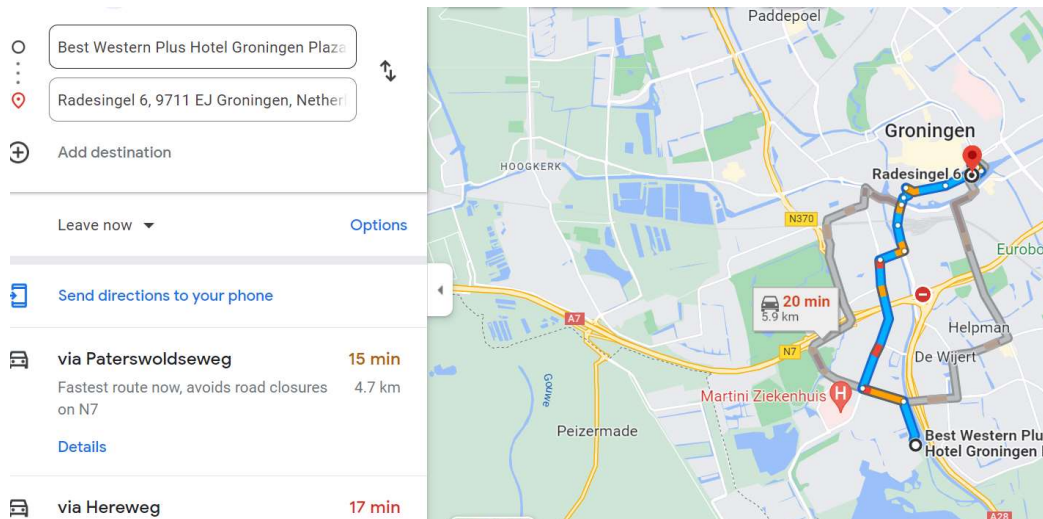 Best Western Plus Hotel Groningen Plaza
Radesingel 6, 9711 EJ Groningen, Nether
Add destination
Leave now
Options
Send directions to your phone
via Paterswoldseweg
15 min
Fastest route now, avoids road closures
4.7 km
on N7
Details
via Hereweg
17 min
Paddepoel
Groningen
HOOGKERK
Radesingel 6
N370
Eurobo
20 min
5.9 km
A7
Helpman
N7
De Wijert
Gouwe
Martini Ziekenhuis
H
Peizermade
Best Western Plu
Hotel Groningen
A28